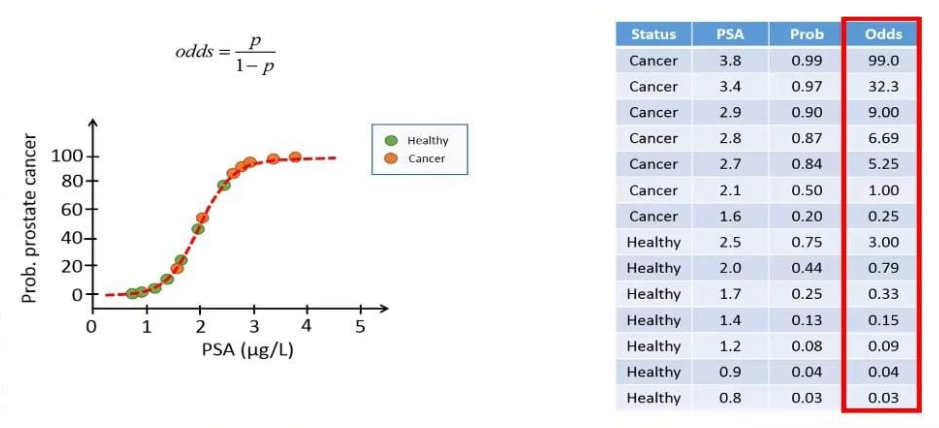 odds = p / 1 − p
Prob. prostate cancer
100
80
60
40
20
0
0 1 2 3 4 5
PSA (µg/L)
Healthy
Cancer
Status PSA Prob Odds
Cancer 3.8 0.99 99.0
Cancer 3.4 0.97 32.3
Cancer 2.9 0.90 9.00
Cancer 2.8 0.87 6.69
Cancer 2.7 0.84 5.25
Cancer 2.1 0.50 1.00
Cancer 1.6 0.20 0.25
Healthy 2.5 0.75 3.00
Healthy 2.0 0.44 0.79
Healthy 1.7 0.25 0.33
Healthy 1.4 0.13 0.15
Healthy 1.2 0.08 0.09
Healthy 0.9 0.04 0.04
Healthy 0.8 0.03 0.03